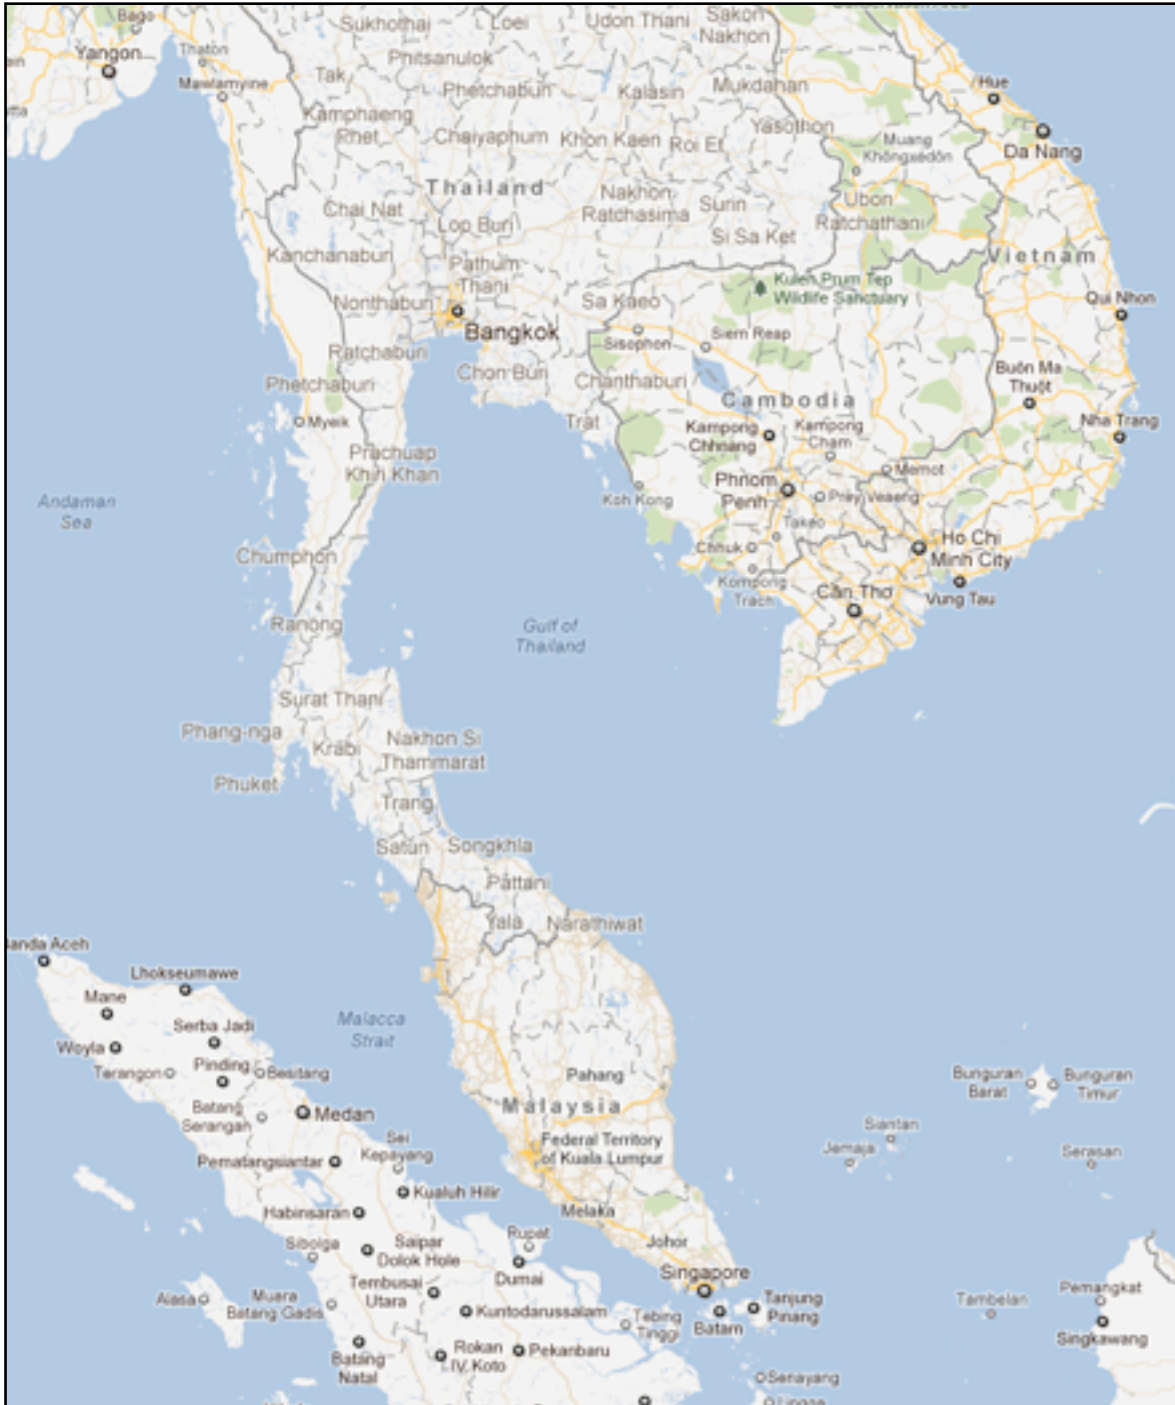 Bago
Sukhothai
Loei
Udon Thani
Sakon
Nakhon
Yangon
Thaton
Phitsanulok
Mawlamyine
Tak
Phetchabun
Kalasin
Mukdahan
Hue
Kamphaeng
Phet
Chaiyaphum
Khon Kaen
Roi Et
Yasothon
Da Nang
Muang
Khôngxédôn
Thailand
Nakhon
Ratchasima
Surin
Ubon
Ratchathani
Chai Nat
Lop Buri
Si Sa Ket
Kanchanaburi
Pathum
Thani
Vietnam
Kulen Prum Tep
Wildlife Sanctuary
Nonthaburi
Sa Kaeo
Qui Nhon
Bangkok
Sisophon
Siem Reap
Ratchaburi
Chon Buri
Chanthaburi
Buôn Ma
Thuột
Phetchaburi
Cambodia
Myeik
Trat
Kampong
Chhnang
Kampong
Cham
Nha Trang
Prachuap
Khiri Khan
Memot
Andaman
Sea
Koh Kong
Phnom
Penh
Prey Veaeng
Takeo
Chumphon
Chhuk
Ho Chi
Minh City
Kompong
Trach
Cần Thơ
Vung Tau
Ranong
Gulf of
Thailand
Surat Thani
Phang-nga
Krabi
Nakhon Si
Thammarat
Phuket
Trang
Satun
Songkhla
Pattani
Yala
Narathiwat
Banda Aceh
Lhokseumawe
Mane
Malacca
Strait
Serba Jadi
Woyla
Terangon
Pinding
Besitang
Pahang
Bunguran
Barat
Bunguran
Timur
Batang
Serangan
Medan
Malaysia
Siantan
Sei
Kepayang
Federal Territory
of Kuala Lumpur
Jemaja
Serasan
Pematangsiantar
Kualuh Hilir
Habinsaran
Melaka
Sibolga
Saipar
Dolok Hole
Rupat
Johor
Dumai
Singapore
Tembusai
Utara
Alasa
Muara
Batang Gadis
Kuntodarussalam
Tebing
Tinggi
Batam
Tanjung
Pinang
Tambelan
Pemangkat
Singkawang
Batang
Natal
Rokan
IV Koto
Pekanbaru
Senayang
Lingga